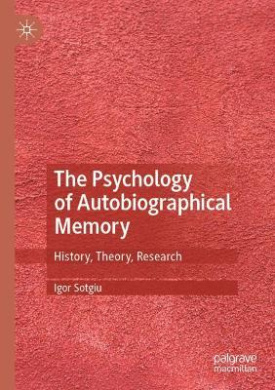 The Psychology
of Autobiographical
Memory
History, Theory, Research
Igor Sotgiu
palgrave
macmillan